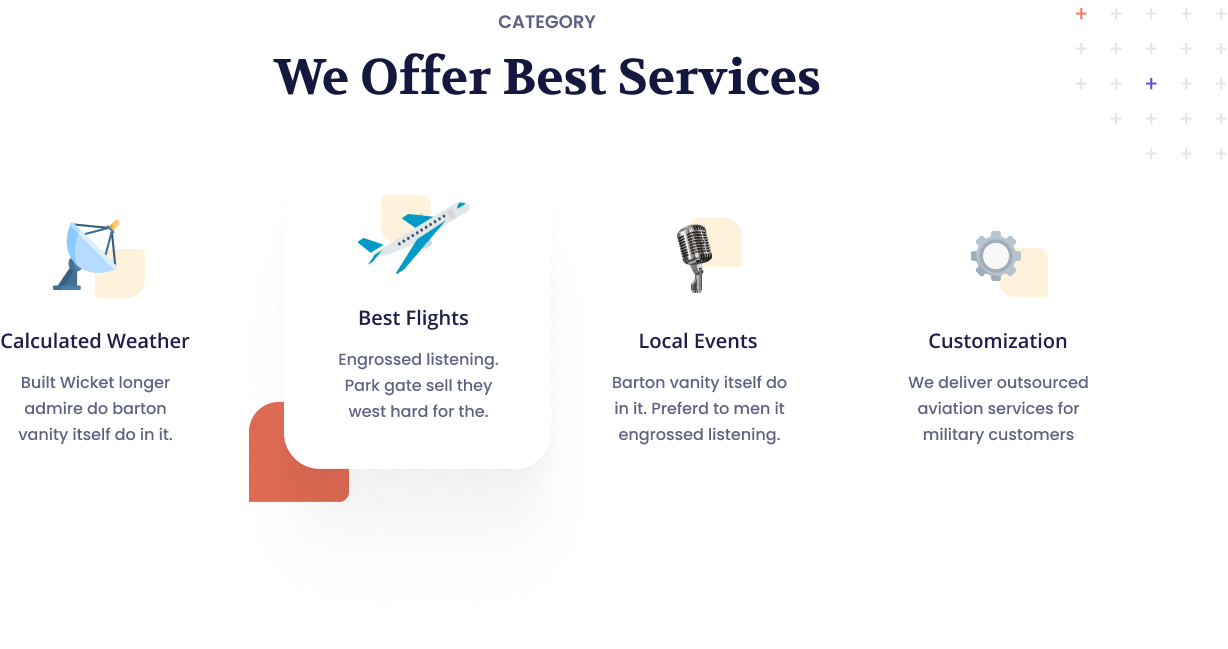 CATEGORY
We Offer Best Services
Calculated Weather
Built Wicket longer
admire do barton
vanity itself do in it.
Best Flights
Engrossed listening.
Park gate sell they
west hard for the.
Local Events
Barton vanity itself do
in it. Preferd to men it
engrossed listening.
Customization
We deliver outsourced
aviation services for
military customers